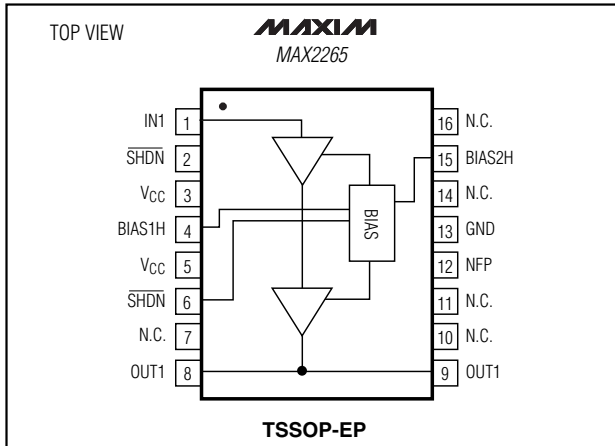 TOP VIEW
MAXIM
MAX2265
IN1 1
SHDN 2
VCC 3
BIAS1H 4
VCC 5
SHDN 6
N.C. 7
OUT1 8
BIAS
16 N.C.
15 BIAS2H
14 N.C.
13 GND
12 NFP
11 N.C.
10 N.C.
9 OUT1
TSSOP-EP